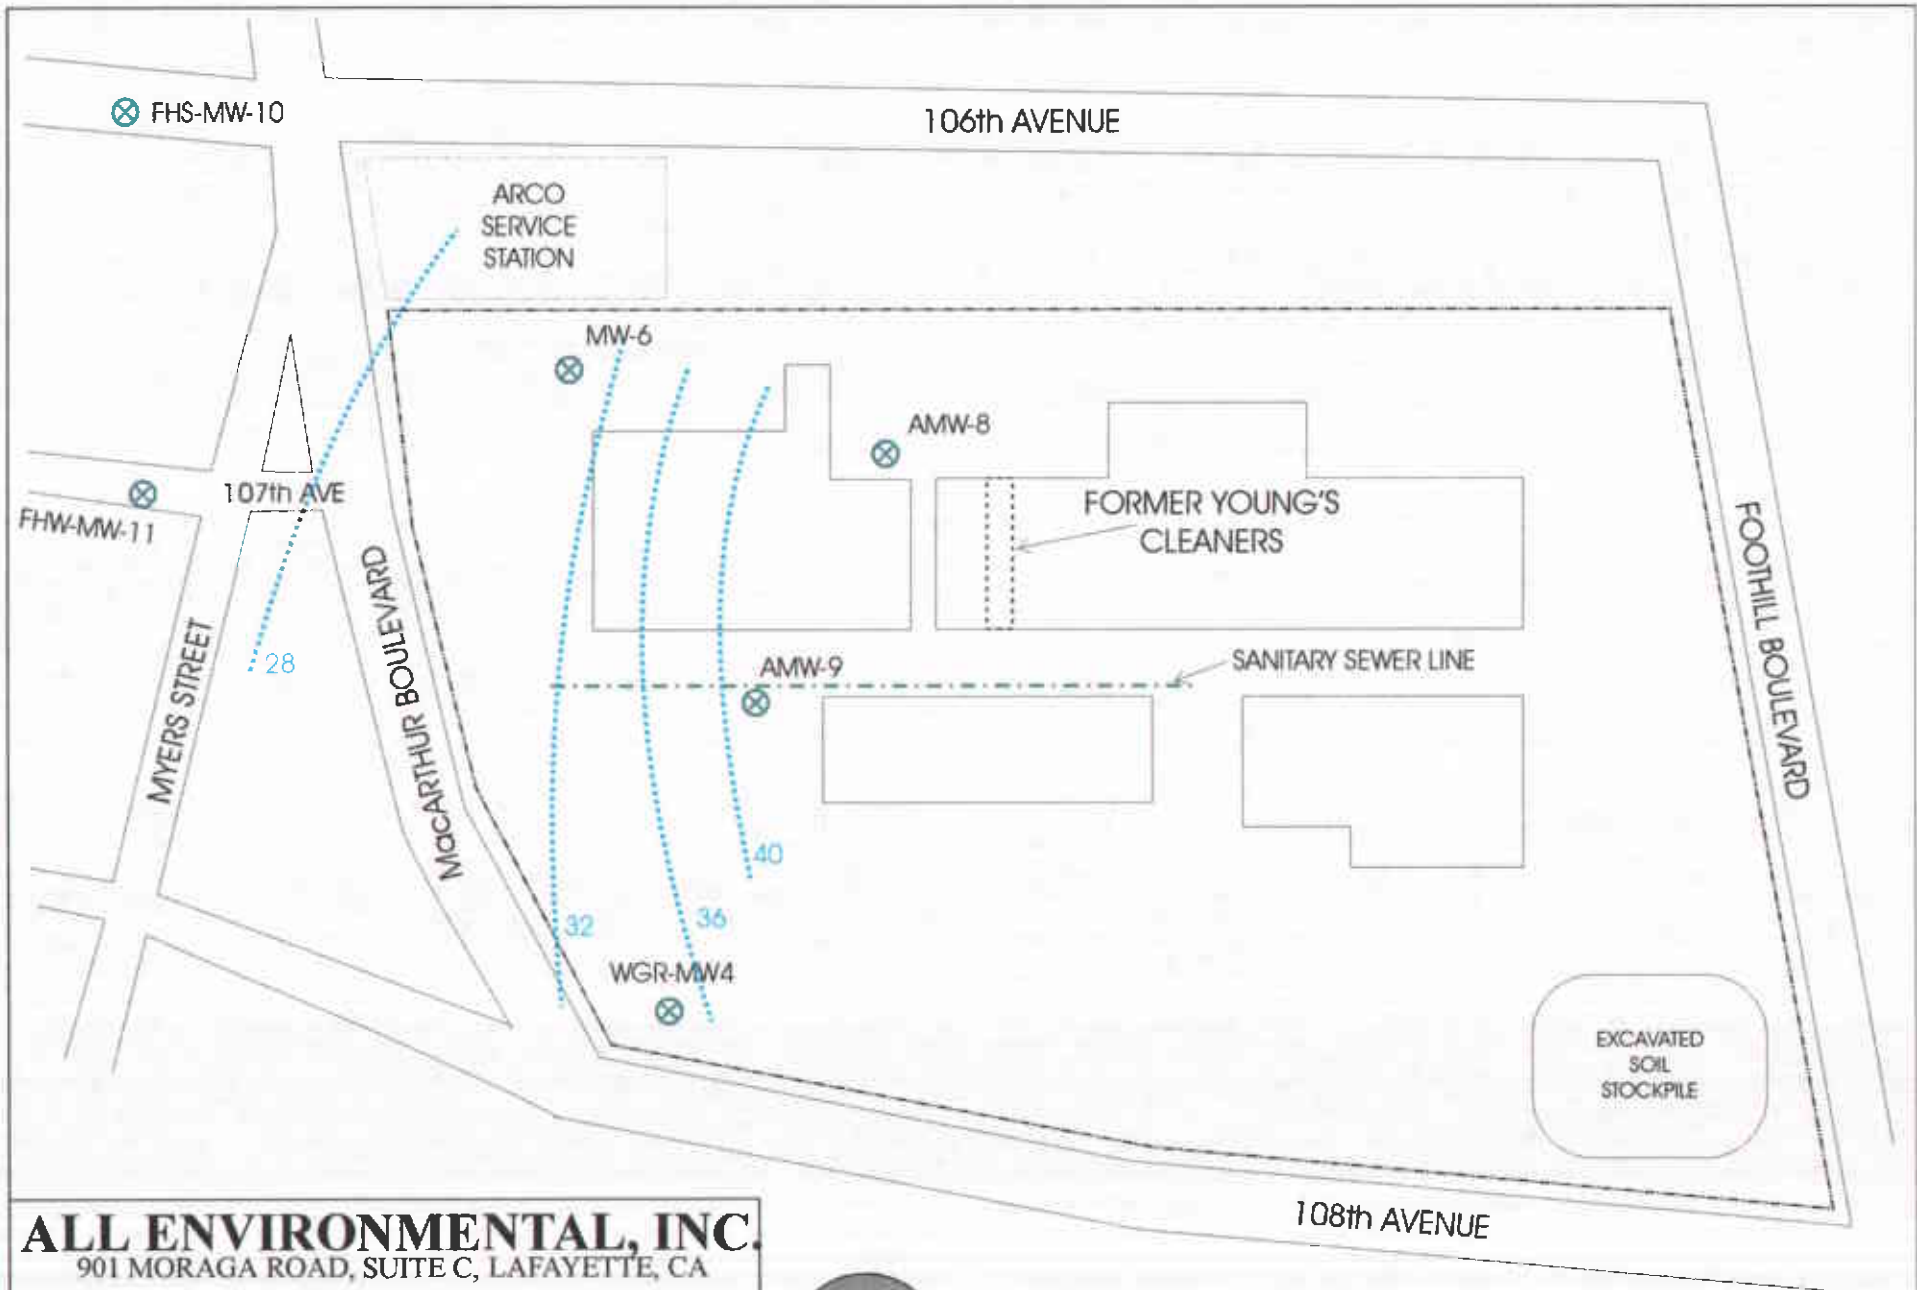 FHS-MW-10
106th AVENUE
ARCO
SERVICE
STATION
MW-6
AMW-8
107th AVE
FHW-MW-11
FORMER YOUNG'S
CLEANERS
FOOTHILL BOULEVARD
MacARTHUR BOULEVARD
MYERS STREET
28
AMW-9
SANITARY SEWER LINE
40
36
32
WGR-MW4
EXCAVATED
SOIL
STOCKPILE
108th AVENUE
ALL ENVIRONMENTAL, INC.
901 MORAGA ROAD, SUITE C, LAFAYETTE, CA